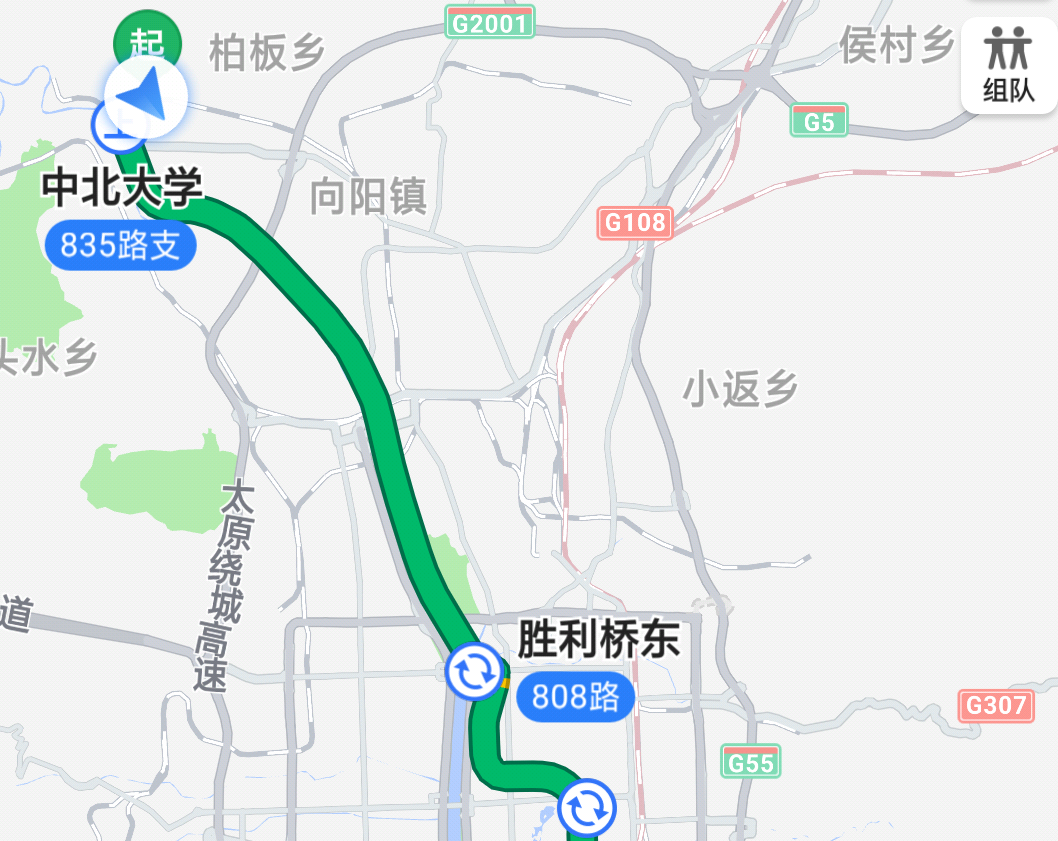 G2001
起
柏板乡
侯村乡
组队
G5
上
中北大学
向阳镇
G108
835路支
头水乡
小返乡
太原绕城高速
道
胜利桥东
808路
G307
G55